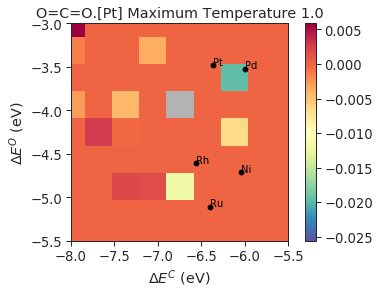 O=C=O.[Pt] Maximum Temperature 1.0
−3.0
−3.5
−4.0
−4.5
−5.0
−5.5
ΔE^O (eV)
−8.0 −7.5 −7.0 −6.5 −6.0 −5.5
ΔE^C (eV)
Pt
Pd
Rh
Ni
Ru
0.005
0.000
−0.005
−0.010
−0.015
−0.020
−0.025